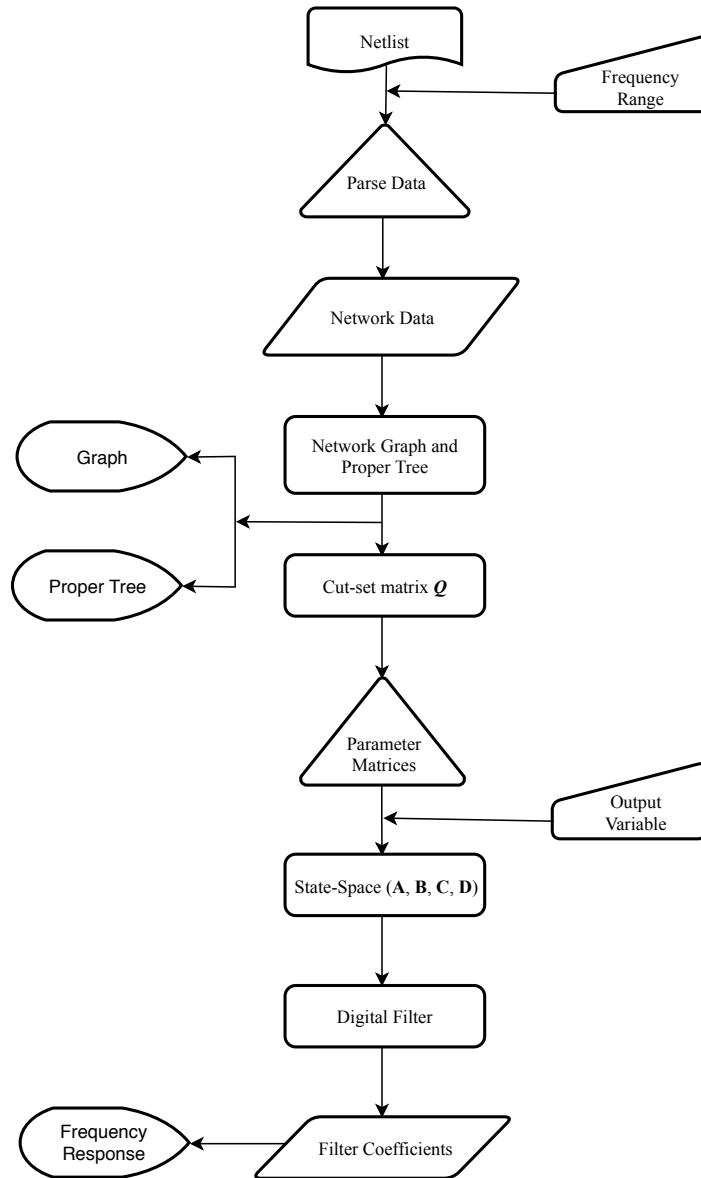 Netlist
Frequency
Range
Parse Data
Network Data
Network Graph and
Proper Tree
Graph
Proper Tree
Cut-set matrix Q
Parameter
Matrices
Output
Variable
State-Space (A, B, C, D)
Digital Filter
Filter Coefficients
Frequency
Response